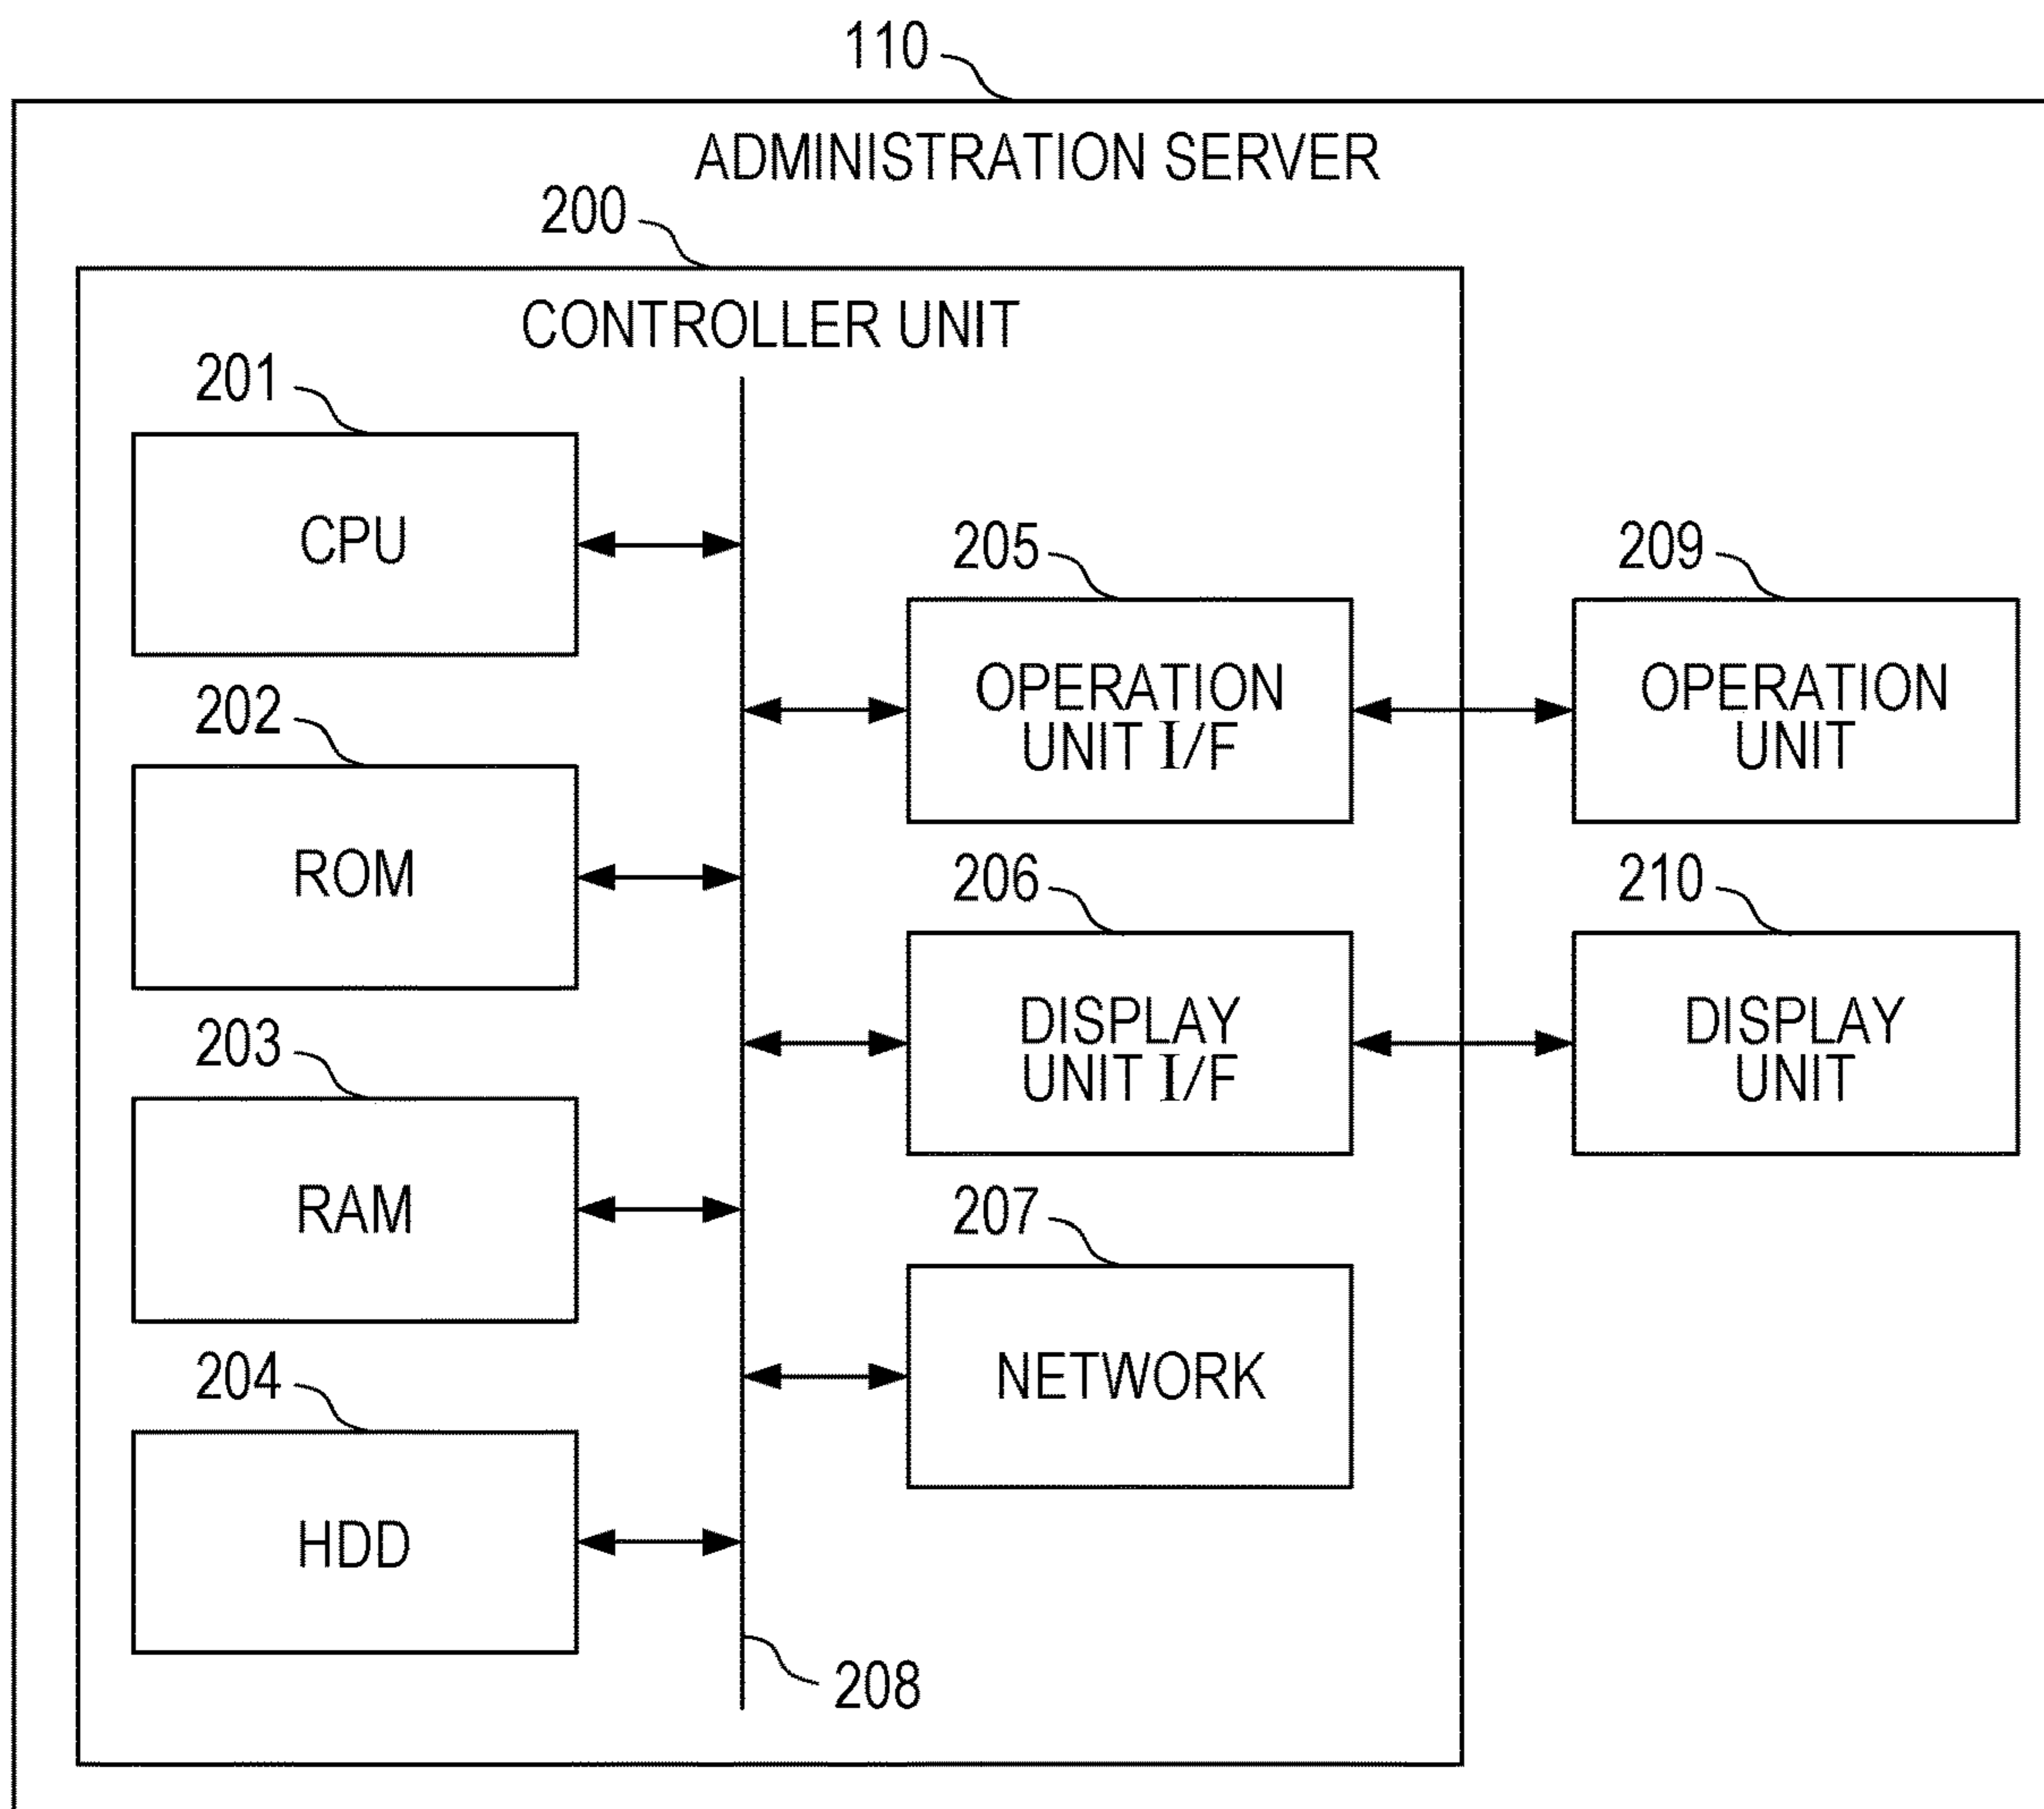 110
ADMINISTRATION SERVER
200
CONTROLLER UNIT
201
CPU
205
OPERATION
UNIT I/F
209
OPERATION
UNIT
202
ROM
206
DISPLAY
UNIT I/F
210
DISPLAY
UNIT
203
RAM
207
NETWORK
204
HDD
208